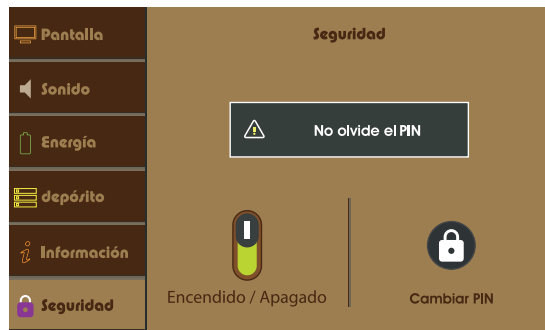 Pantalla
Sonido
Energía
depósito
Información
Seguridad
Seguridad
No olvide el PIN
Encendido / Apagado
Cambiar PIN